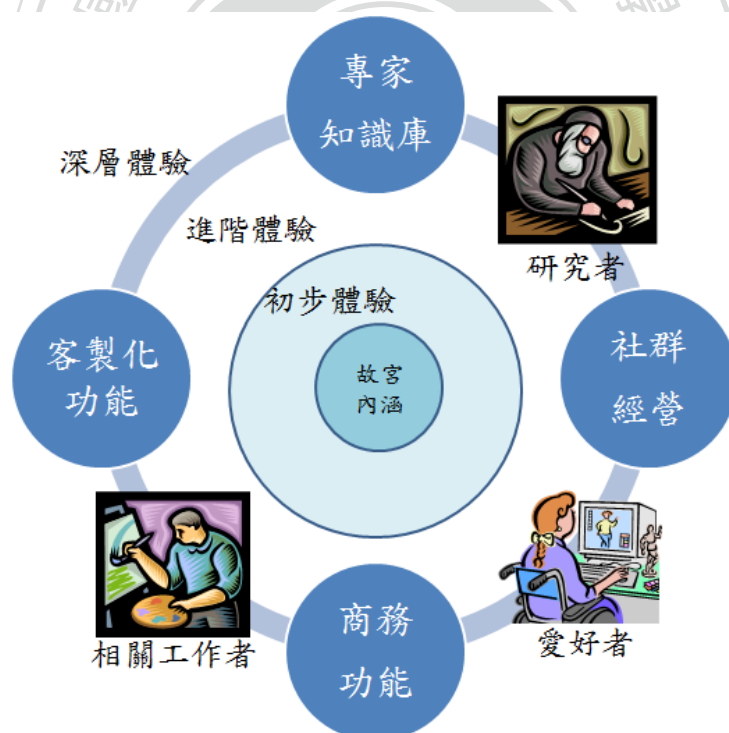 專家
知識庫
深層體驗
進階體驗
研究者
初步體驗
客製化
功能
故宮
內涵
社群
經營
相關工作者
商務
功能
愛好者